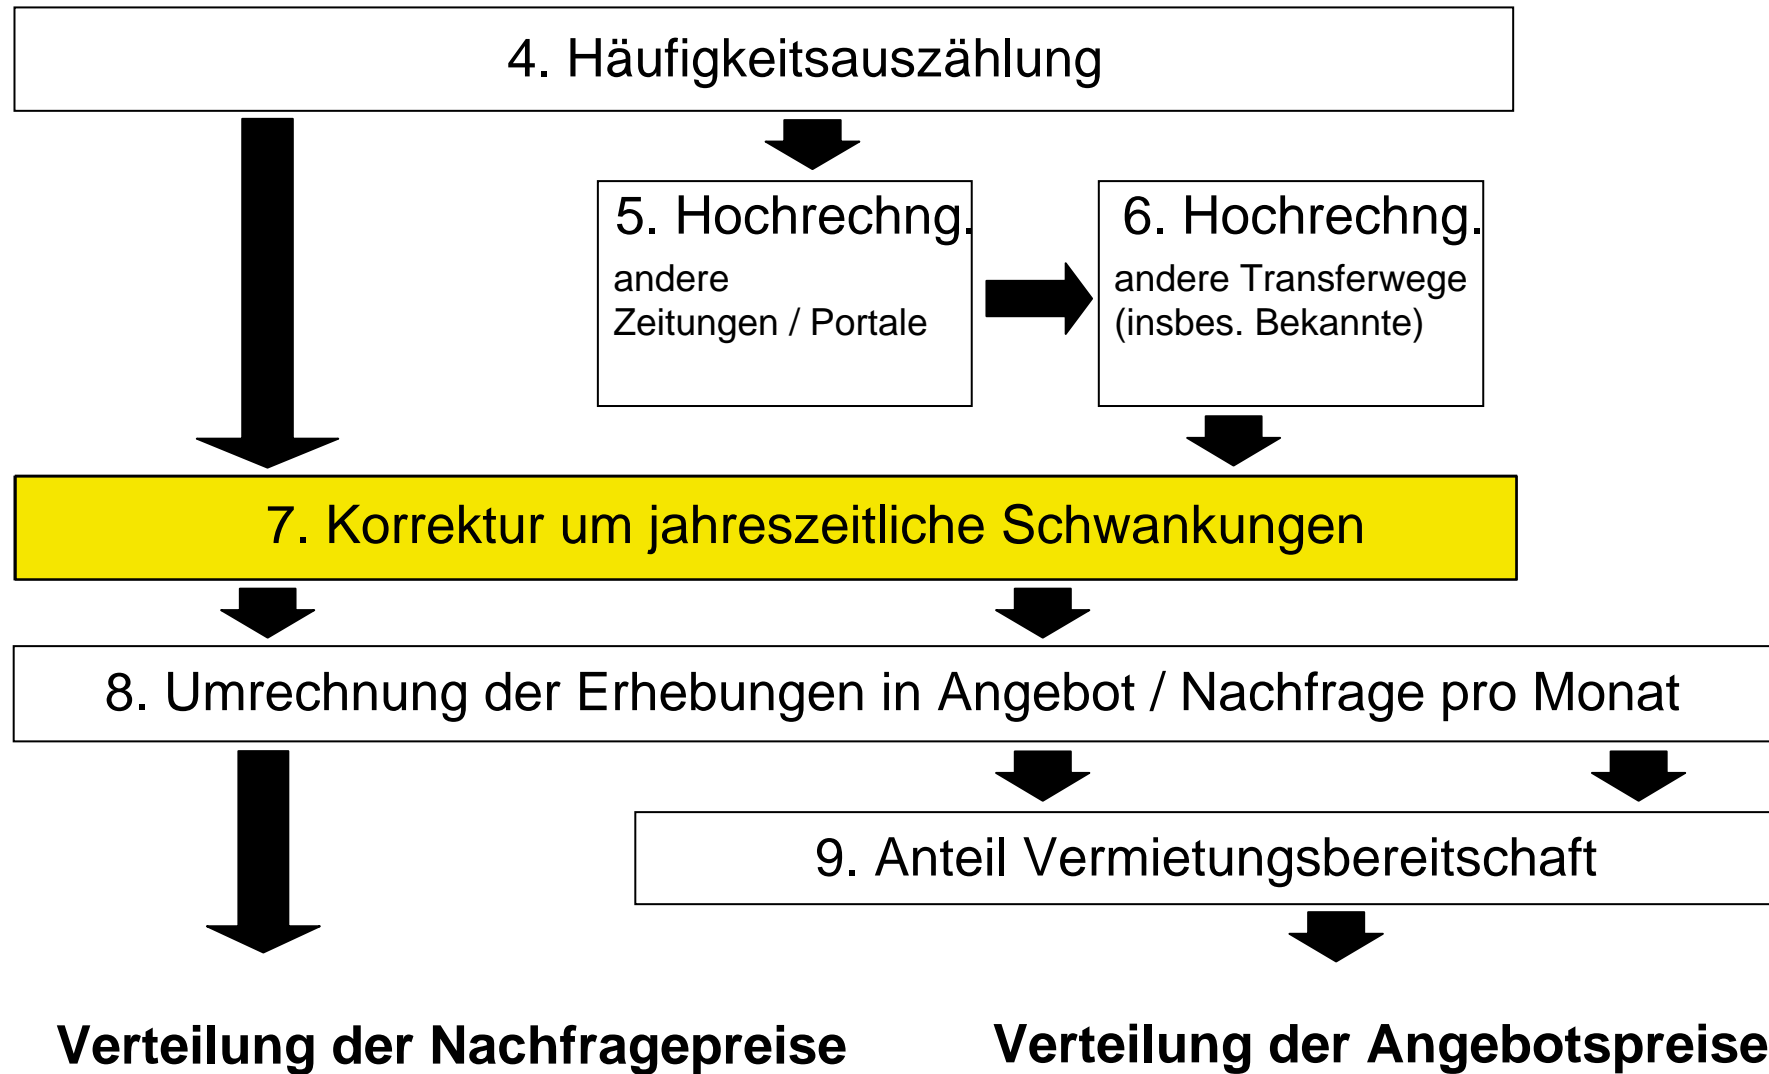 4. Häufigkeitsauszählung
5. Hochrechng.
andere
Zeitungen / Portale
6. Hochrechng.
andere Transferwege
(insbes. Bekannte)
7. Korrektur um jahreszeitliche Schwankungen
8. Umrechnung der Erhebungen in Angebot / Nachfrage pro Monat
9. Anteil Vermietungsbereitschaft
Verteilung der Nachfragepreise
Verteilung der Angebotspreise